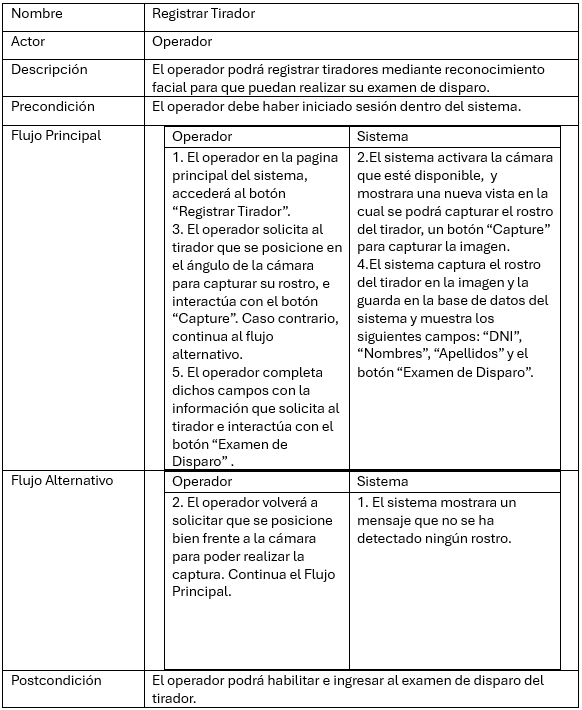 Nombre
Registrar Tirador
Actor
Operador
Descripción
El operador podrá registrar tiradores mediante reconocimiento
facial para que puedan realizar su examen de disparo.
Precondición
El operador debe haber iniciado sesión dentro del sistema.
Flujo Principal
Operador
1. El operador en la pagina
principal del sistema,
accederá al botón
“Registrar Tirador”.
3. El operador solicita al
tirador que se posicione en
el ángulo de la cámara
para capturar su rostro, e
interactúa con el botón
“Capture”. Caso contrario,
continua al flujo
alternativo.
5. El operador completa
dichos campos con la
información que solicita al
tirador e interactúa con el
botón “Examen de
Disparo” .
Sistema
2.El sistema activara la cámara
que esté disponible, y
mostrara una nueva vista en la
cual se podrá capturar el rostro
del tirador, un botón “Capture”
para capturar la imagen.
4.El sistema captura el rostro
del tirador en la imagen y la
guarda en la base de datos del
sistema y muestra los
siguientes campos: “DNI”,
“Nombres”, “Apellidos” y el
botón “Examen de Disparo”.
Flujo Alternativo
Operador
2. El operador volverá a
solicitar que se posicione
bien frente a la cámara
para poder realizar la
captura. Continua el Flujo
Principal.
Sistema
1. El sistema mostrara un
mensaje que no se ha
detectado ningún rostro.
Postcondición
El operador podrá habilitar e ingresar al examen de disparo del
tirador.